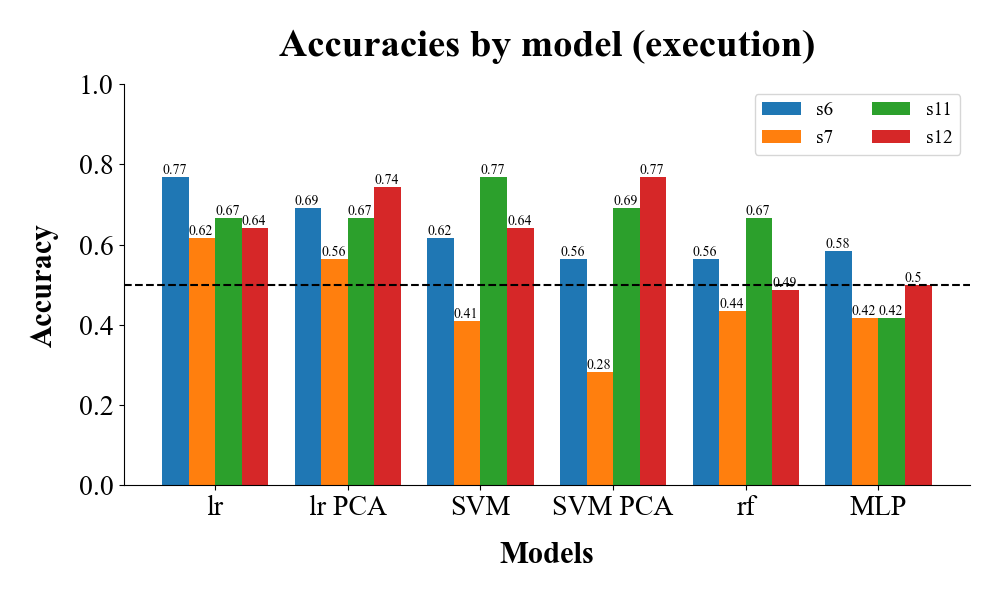 Accuracies by model (execution)
1.0
0.8
0.6
0.4
0.2
0.0
Accuracy
s6 s11
s7 s12
0.77 0.62 0.67 0.64
0.69 0.56 0.67 0.74
0.62 0.41 0.77 0.64
0.56 0.28 0.69 0.77
0.56 0.44 0.67 0.49
0.58 0.42 0.42 0.5
lr lr PCA SVM SVM PCA rf MLP
Models